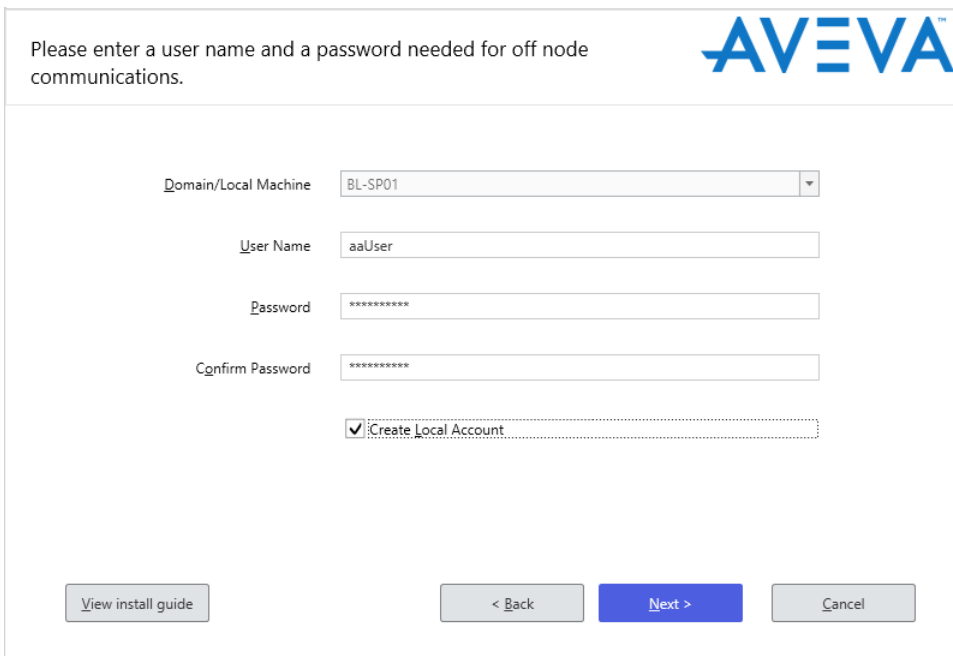 Please enter a user name and a password needed for off node
communications.
AVEVA™
Domain/Local Machine BL-SP01
User Name aaUser
Password **********
Confirm Password **********
Create Local Account
View install guide < Back Next > Cancel